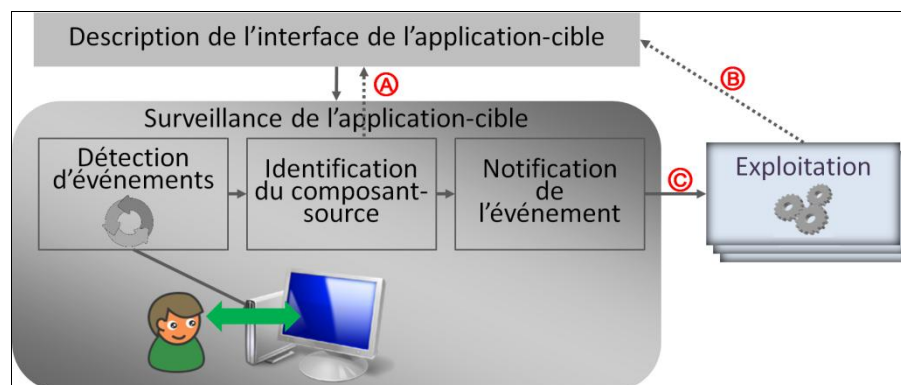 Description de l'interface de l'application-cible
Ⓐ
Ⓑ
Surveillance de l'application-cible
Détection
d'événements
Identification
du composant-
source
Notification
de
l'événement
Ⓒ
Exploitation